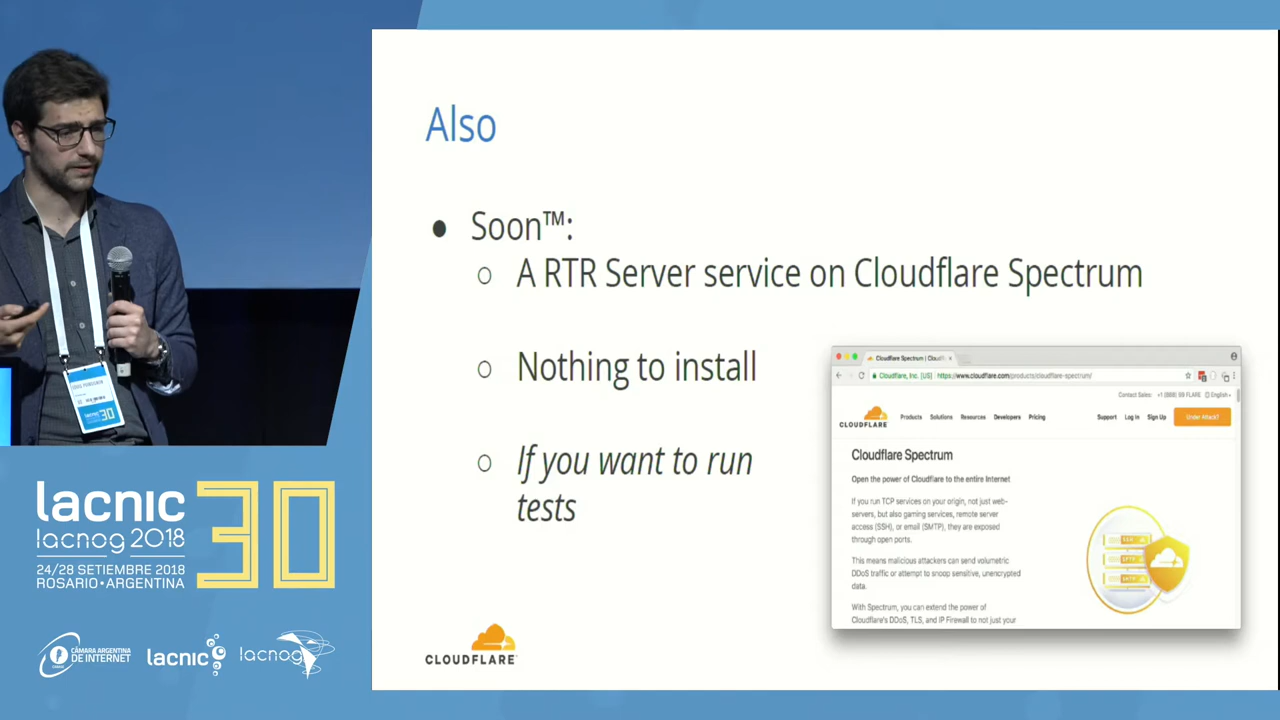 Also
● Soon™:
○ A RTR Server service on Cloudflare Spectrum
○ Nothing to install
○ If you want to run
tests
CLOUDFLARE
Cloudflare Spectrum | Cloudfl
Cloudflare, Inc. [US] https://www.cloudflare.com/products/cloudflare-spectrum/
Contact Sales: +1 (888) 99 FLARE English
CLOUDFLARE Products Solutions Resources Developers Pricing Support Log In Sign Up Under Attack?
Cloudflare Spectrum
Open the power of Cloudflare to the entire Internet
If you run TCP services on your origin, not just web-
servers, but also gaming services, remote server
access (SSH), or email (SMTP), they are exposed
through open ports.
This means malicious attackers can send volumetric
DDoS traffic or attempt to snoop sensitive, unencrypted
data.
With Spectrum, you can extend the power of
Cloudflare's DDoS, TLS, and IP Firewall to not just your
SSH
SFTP
SMTP
lacnic 30
lacnog 2018
24/28 SETIEMBRE 2018
ROSARIO•ARGENTINA
CÁMARA ARGENTINA
DE INTERNET
lacnic
lacnog